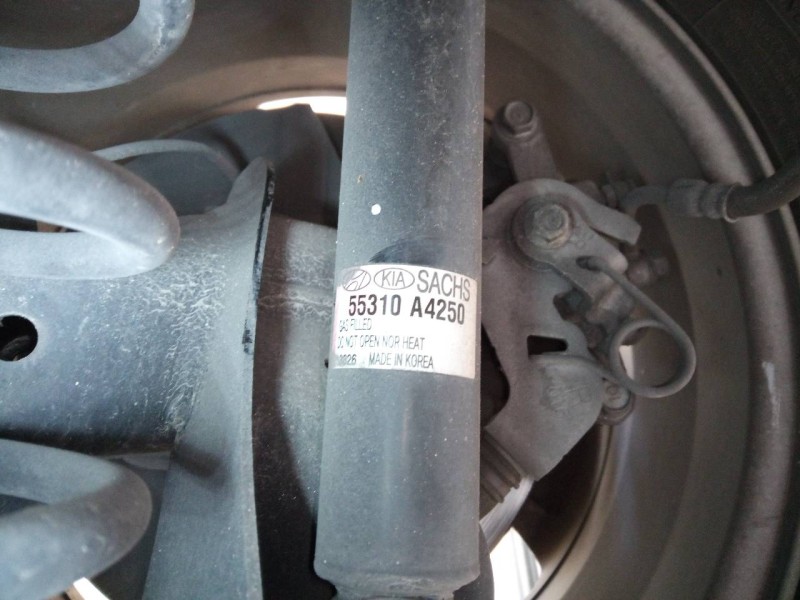 KIA SACHS
55310 A4250
GAS FILLED
DO NOT OPEN NOR HEAT
MADE IN KOREA